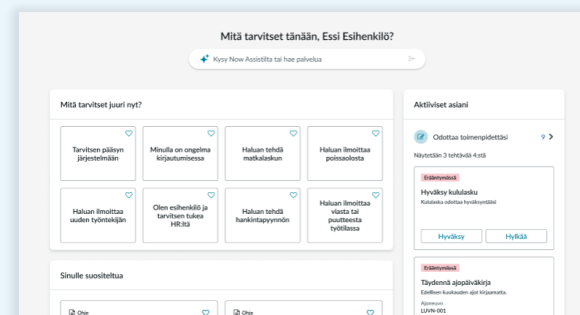 Mitä tarvitset tänään, Essi Esihenkilö?
Kysy Now Assistilta tai hae palvelua
Mitä tarvitset juuri nyt?
Tarvitsen pääsyn
järjestelmään
Minulla on ongelma
kirjautumisessa
Haluan tehdä
matkalaskun
Haluan ilmoittaa
poissaolosta
Haluan ilmoittaa
uuden työntekijän
Olen esihenkilö ja
tarvitsen tukea
HR:ltä
Haluan tehdä
hankintapyynnön
Haluan ilmoittaa
viasta tai
puutteesta
työtilassa
Sinulle suositeltua
Ohje
Ohje
Aktiiviset asiani
Odottaa toimenpidettäsi
9
Näytetään 3 tehtävää 4:stä
Erääntymässä
Hyväksy kululasku
Kululasku odottaa hyväksyntääsi
Hyväksy
Hylkää
Erääntymässä
Täydennä ajopäiväkirja
Edellisen kuukauden ajot kirjaamatta.
Ajoneuvo
LUVN-001